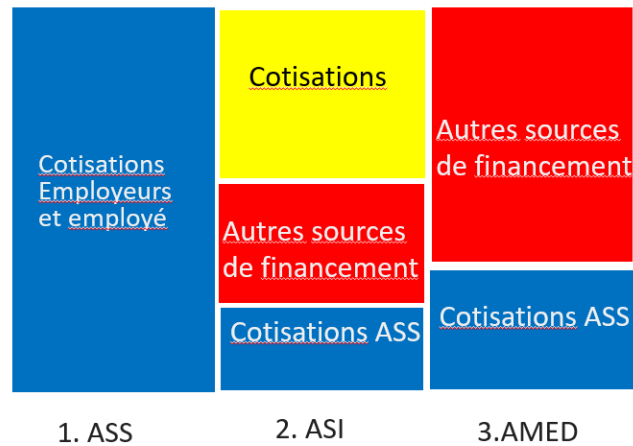 Cotisations
Employeurs
et employé
Cotisations
Autres sources
de financement
Cotisations ASS
Autres sources
de financement
Cotisations ASS
1. ASS
2. ASI
3.AMED